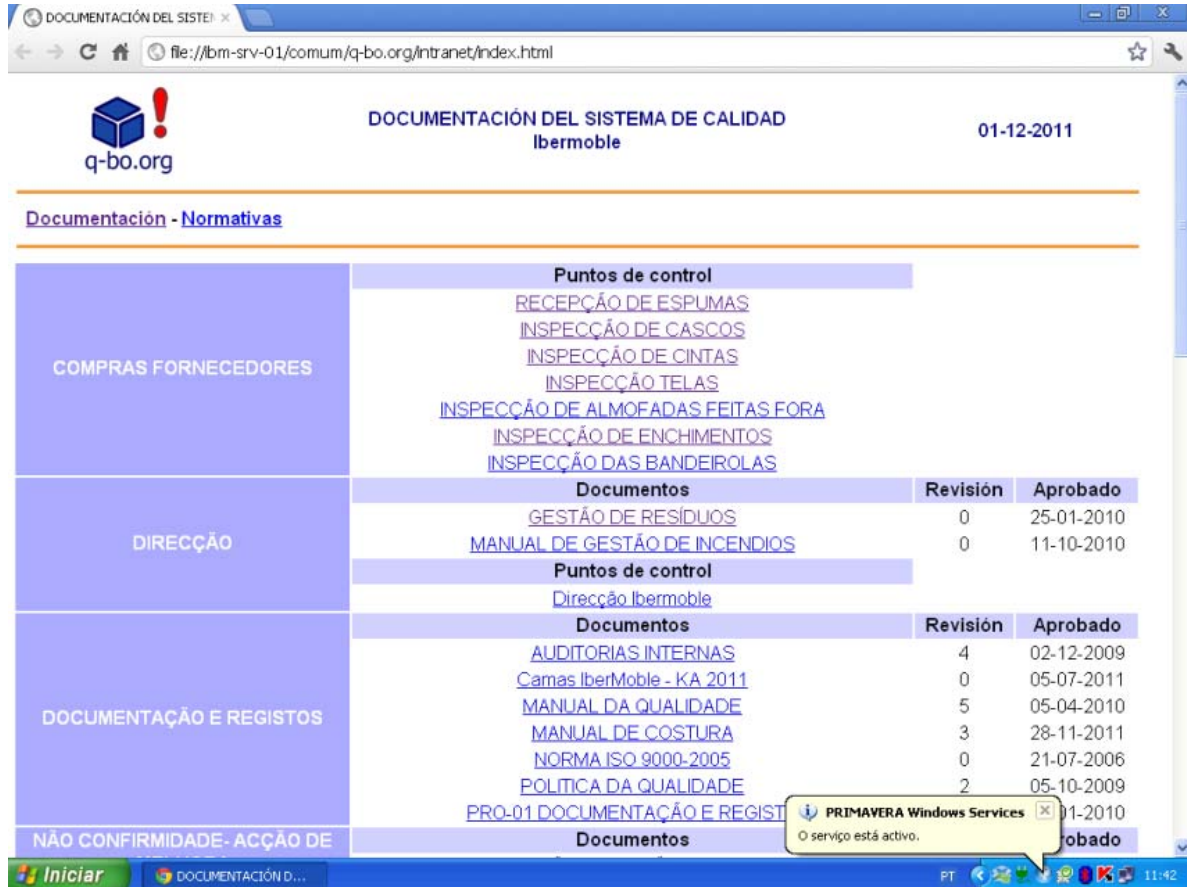 DOCUMENTACIÓN DEL SISTEM
file://ibm-srv-01/comum/q-bo.org/intranet/index.html
q-bo.org
DOCUMENTACIÓN DEL SISTEMA DE CALIDAD
Ibermoble
01-12-2011
Documentación - Normativas
COMPRAS FORNECEDORES
Puntos de control
RECEPÇÃO DE ESPUMAS
INSPECÇÃO DE CASCOS
INSPECÇÃO DE CINTAS
INSPECÇÃO TELAS
INSPECÇÃO DE ALMOFADAS FEITAS FORA
INSPECÇÃO DE ENCHIMENTOS
INSPECÇÃO DAS BANDEIROLAS
DIRECÇÃO
Documentos Revisión Aprobado
GESTÃO DE RESÍDUOS 0 25-01-2010
MANUAL DE GESTÃO DE INCENDIOS 0 11-10-2010
Puntos de control
Direcção Ibermoble
DOCUMENTAÇÃO E REGISTOS
Documentos Revisión Aprobado
AUDITORIAS INTERNAS 4 02-12-2009
Camas IberMoble - KA 2011 0 05-07-2011
MANUAL DA QUALIDADE 5 05-04-2010
MANUAL DE COSTURA 3 28-11-2011
NORMA ISO 9000-2005 0 21-07-2006
POLITICA DA QUALIDADE 2 05-10-2009
PRO-01 DOCUMENTAÇÃO E REGIST 01-2010
NÃO CONFIRMIDADE- ACÇÃO DE
Documentos robado
PRIMAVERA Windows Services
O serviço está activo.
Iniciar
DOCUMENTACIÓN D...
PT
11:42